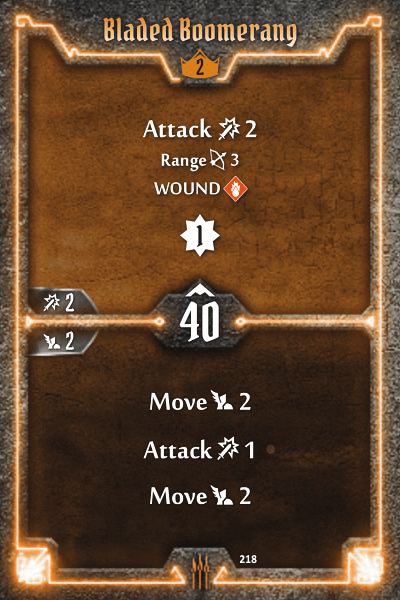 Bladed Boomerang
2
Attack 2
Range 3
WOUND
1
2
40
2
Move 2
Attack 1
Move 2
218